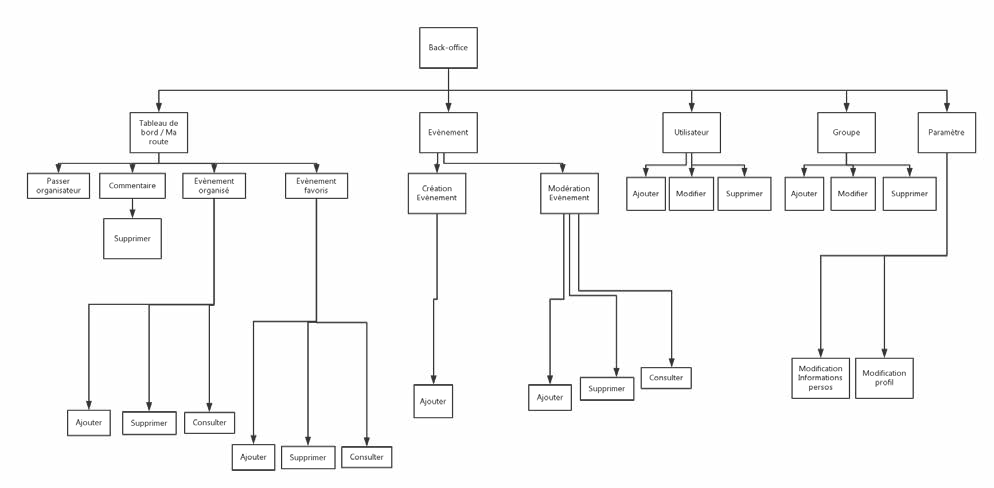 Back-office
Tableau de
bord / Ma
route
Evènement
Utilisateur
Groupe
Paramètre
Passer
organisateur
Commentaire
Evènement
organisé
Evènement
favoris
Création
Evènement
Modération
Evènement
Ajouter
Modifier
Supprimer
Ajouter
Modifier
Supprimer
Supprimer
Modification
Informations
persos
Modification
profil
Ajouter
Supprimer
Consulter
Ajouter
Ajouter
Supprimer
Consulter
Ajouter
Supprimer
Consulter